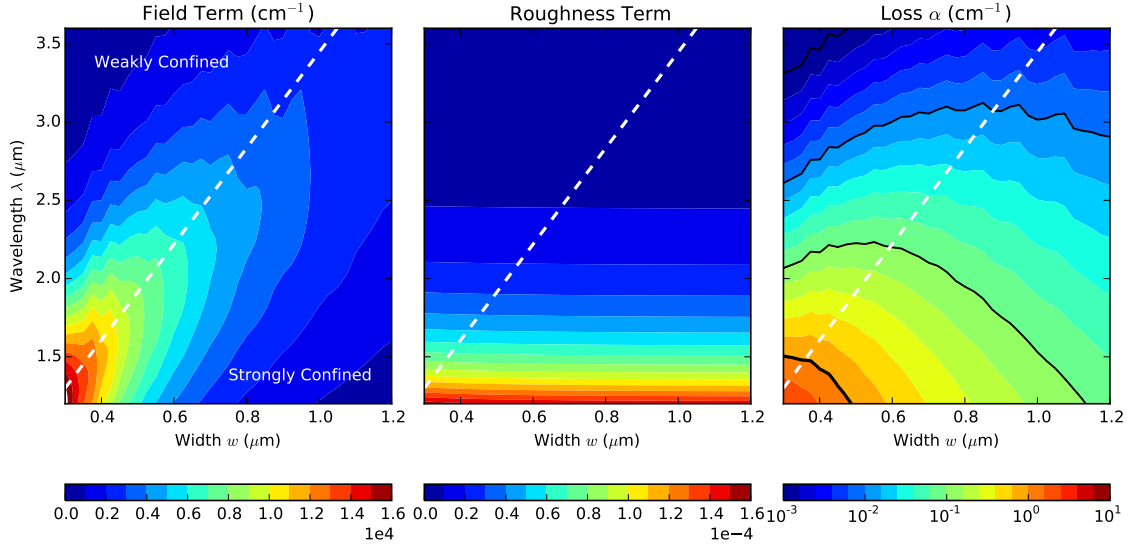 Field Term (cm⁻¹)
Roughness Term
Loss α (cm⁻¹)
Wavelength λ (μm)
3.5
3.0
2.5
2.0
1.5
Weakly Confined
Strongly Confined
0.4 0.6 0.8 1.0 1.2
0.4 0.6 0.8 1.0 1.2
0.4 0.6 0.8 1.0 1.2
Width w (μm)
Width w (μm)
Width w (μm)
0.0 0.2 0.4 0.6 0.8 1.0 1.2 1.4 1.6
1e4
0.0 0.2 0.4 0.6 0.8 1.0 1.2 1.4 1.6
1e−4
10⁻³ 10⁻² 10⁻¹ 10⁰ 10¹